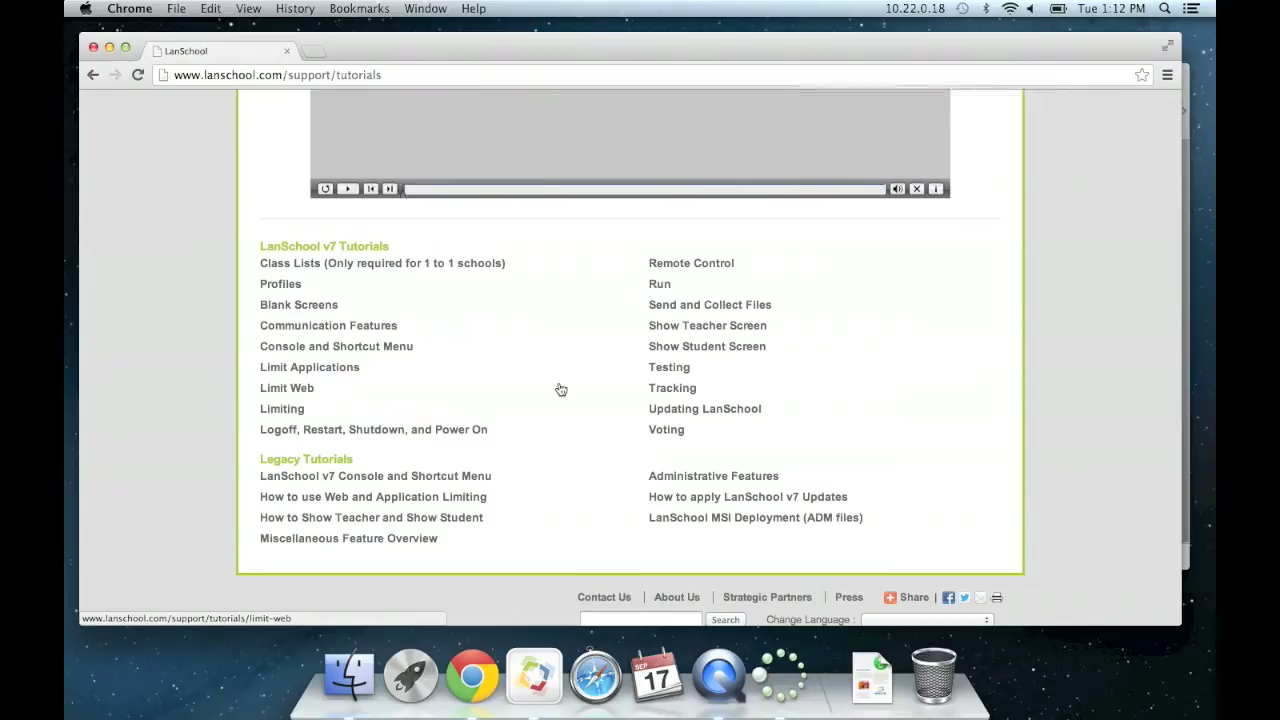 Chrome File Edit View History Bookmarks Window Help 10.22.0.18 Tue 1:12 PM
LanSchool
www.lanschool.com/support/tutorials
LanSchool v7 Tutorials
Class Lists (Only required for 1 to 1 schools) Remote Control
Profiles Run
Blank Screens Send and Collect Files
Communication Features Show Teacher Screen
Console and Shortcut Menu Show Student Screen
Limit Applications Testing
Limit Web Tracking
Limiting Updating LanSchool
Logoff, Restart, Shutdown, and Power On Voting
Legacy Tutorials
LanSchool v7 Console and Shortcut Menu Administrative Features
How to use Web and Application Limiting How to apply LanSchool v7 Updates
How to Show Teacher and Show Student LanSchool MSI Deployment (ADM files)
Miscellaneous Feature Overview
Contact Us | About Us | Strategic Partners | Press Share |
www.lanschool.com/support/tutorials/limit-web Search Change Language :
SEP
17